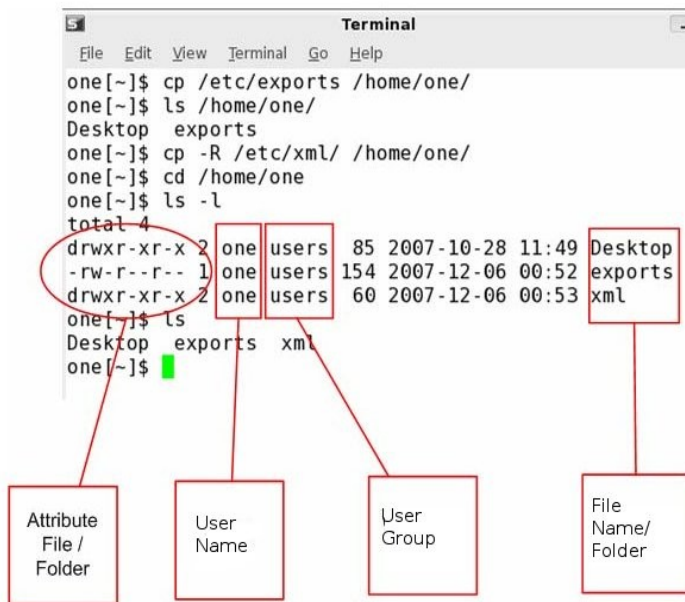 Terminal
File Edit View Terminal Go Help
one[~]$ cp /etc/exports /home/one/
one[~]$ ls /home/one/
Desktop exports
one[~]$ cp -R /etc/xml/ /home/one/
one[~]$ cd /home/one
one[~]$ ls -l
total 4
drwxr-xr-x 2 one users 85 2007-10-28 11:49 Desktop
-rw-r--r-- 1 one users 154 2007-12-06 00:52 exports
drwxr-xr-x 2 one users 60 2007-12-06 00:53 xml
one[~]$ ls
Desktop exports xml
one[~]$
Attribute
File /
Folder
User
Name
User
Group
File
Name/
Folder